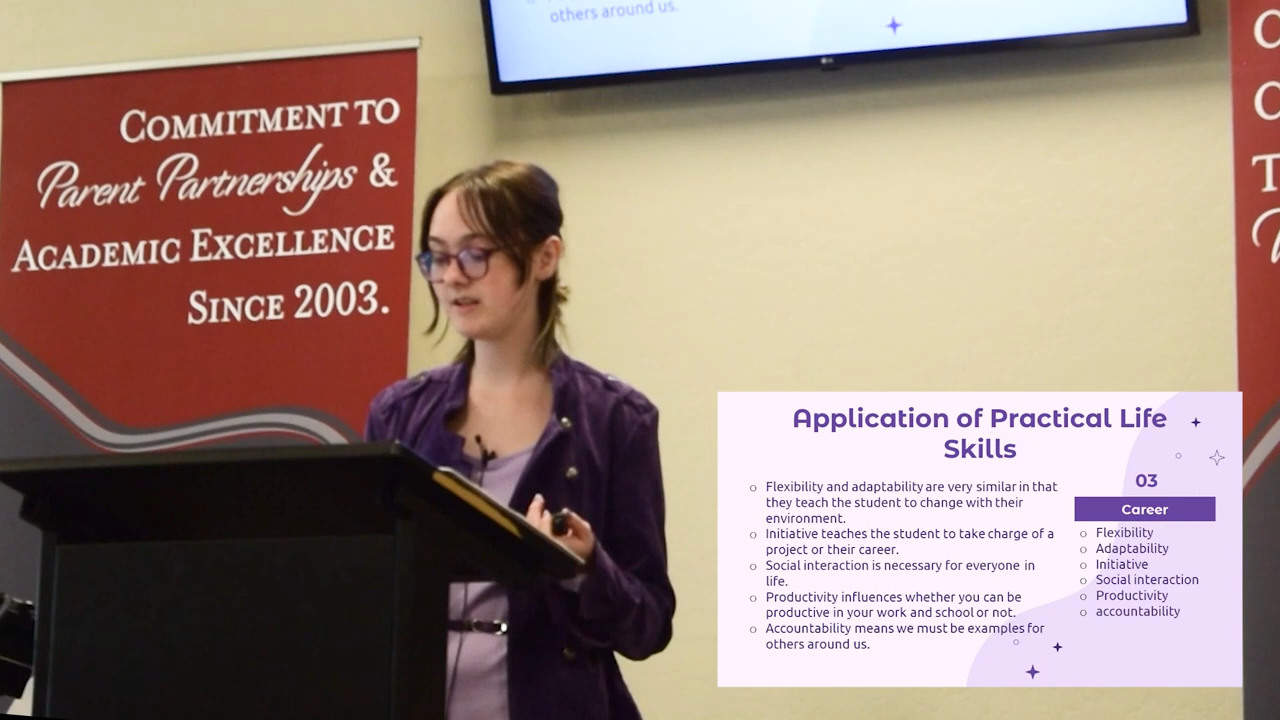 others around us.
LG
COMMITMENT TO
Parent Partnerships &
ACADEMIC EXCELLENCE
SINCE 2003.
Application of Practical Life
Skills
○ Flexibility and adaptability are very similar in that
they teach the student to change with their
environment.
○ Initiative teaches the student to take charge of a
project or their career.
○ Social interaction is necessary for everyone in
life.
○ Productivity influences whether you can be
productive in your work and school or not.
○ Accountability means we must be examples for
others around us.
03
Career
○ Flexibility
○ Adaptability
○ Initiative
○ Social interaction
○ Productivity
○ accountability